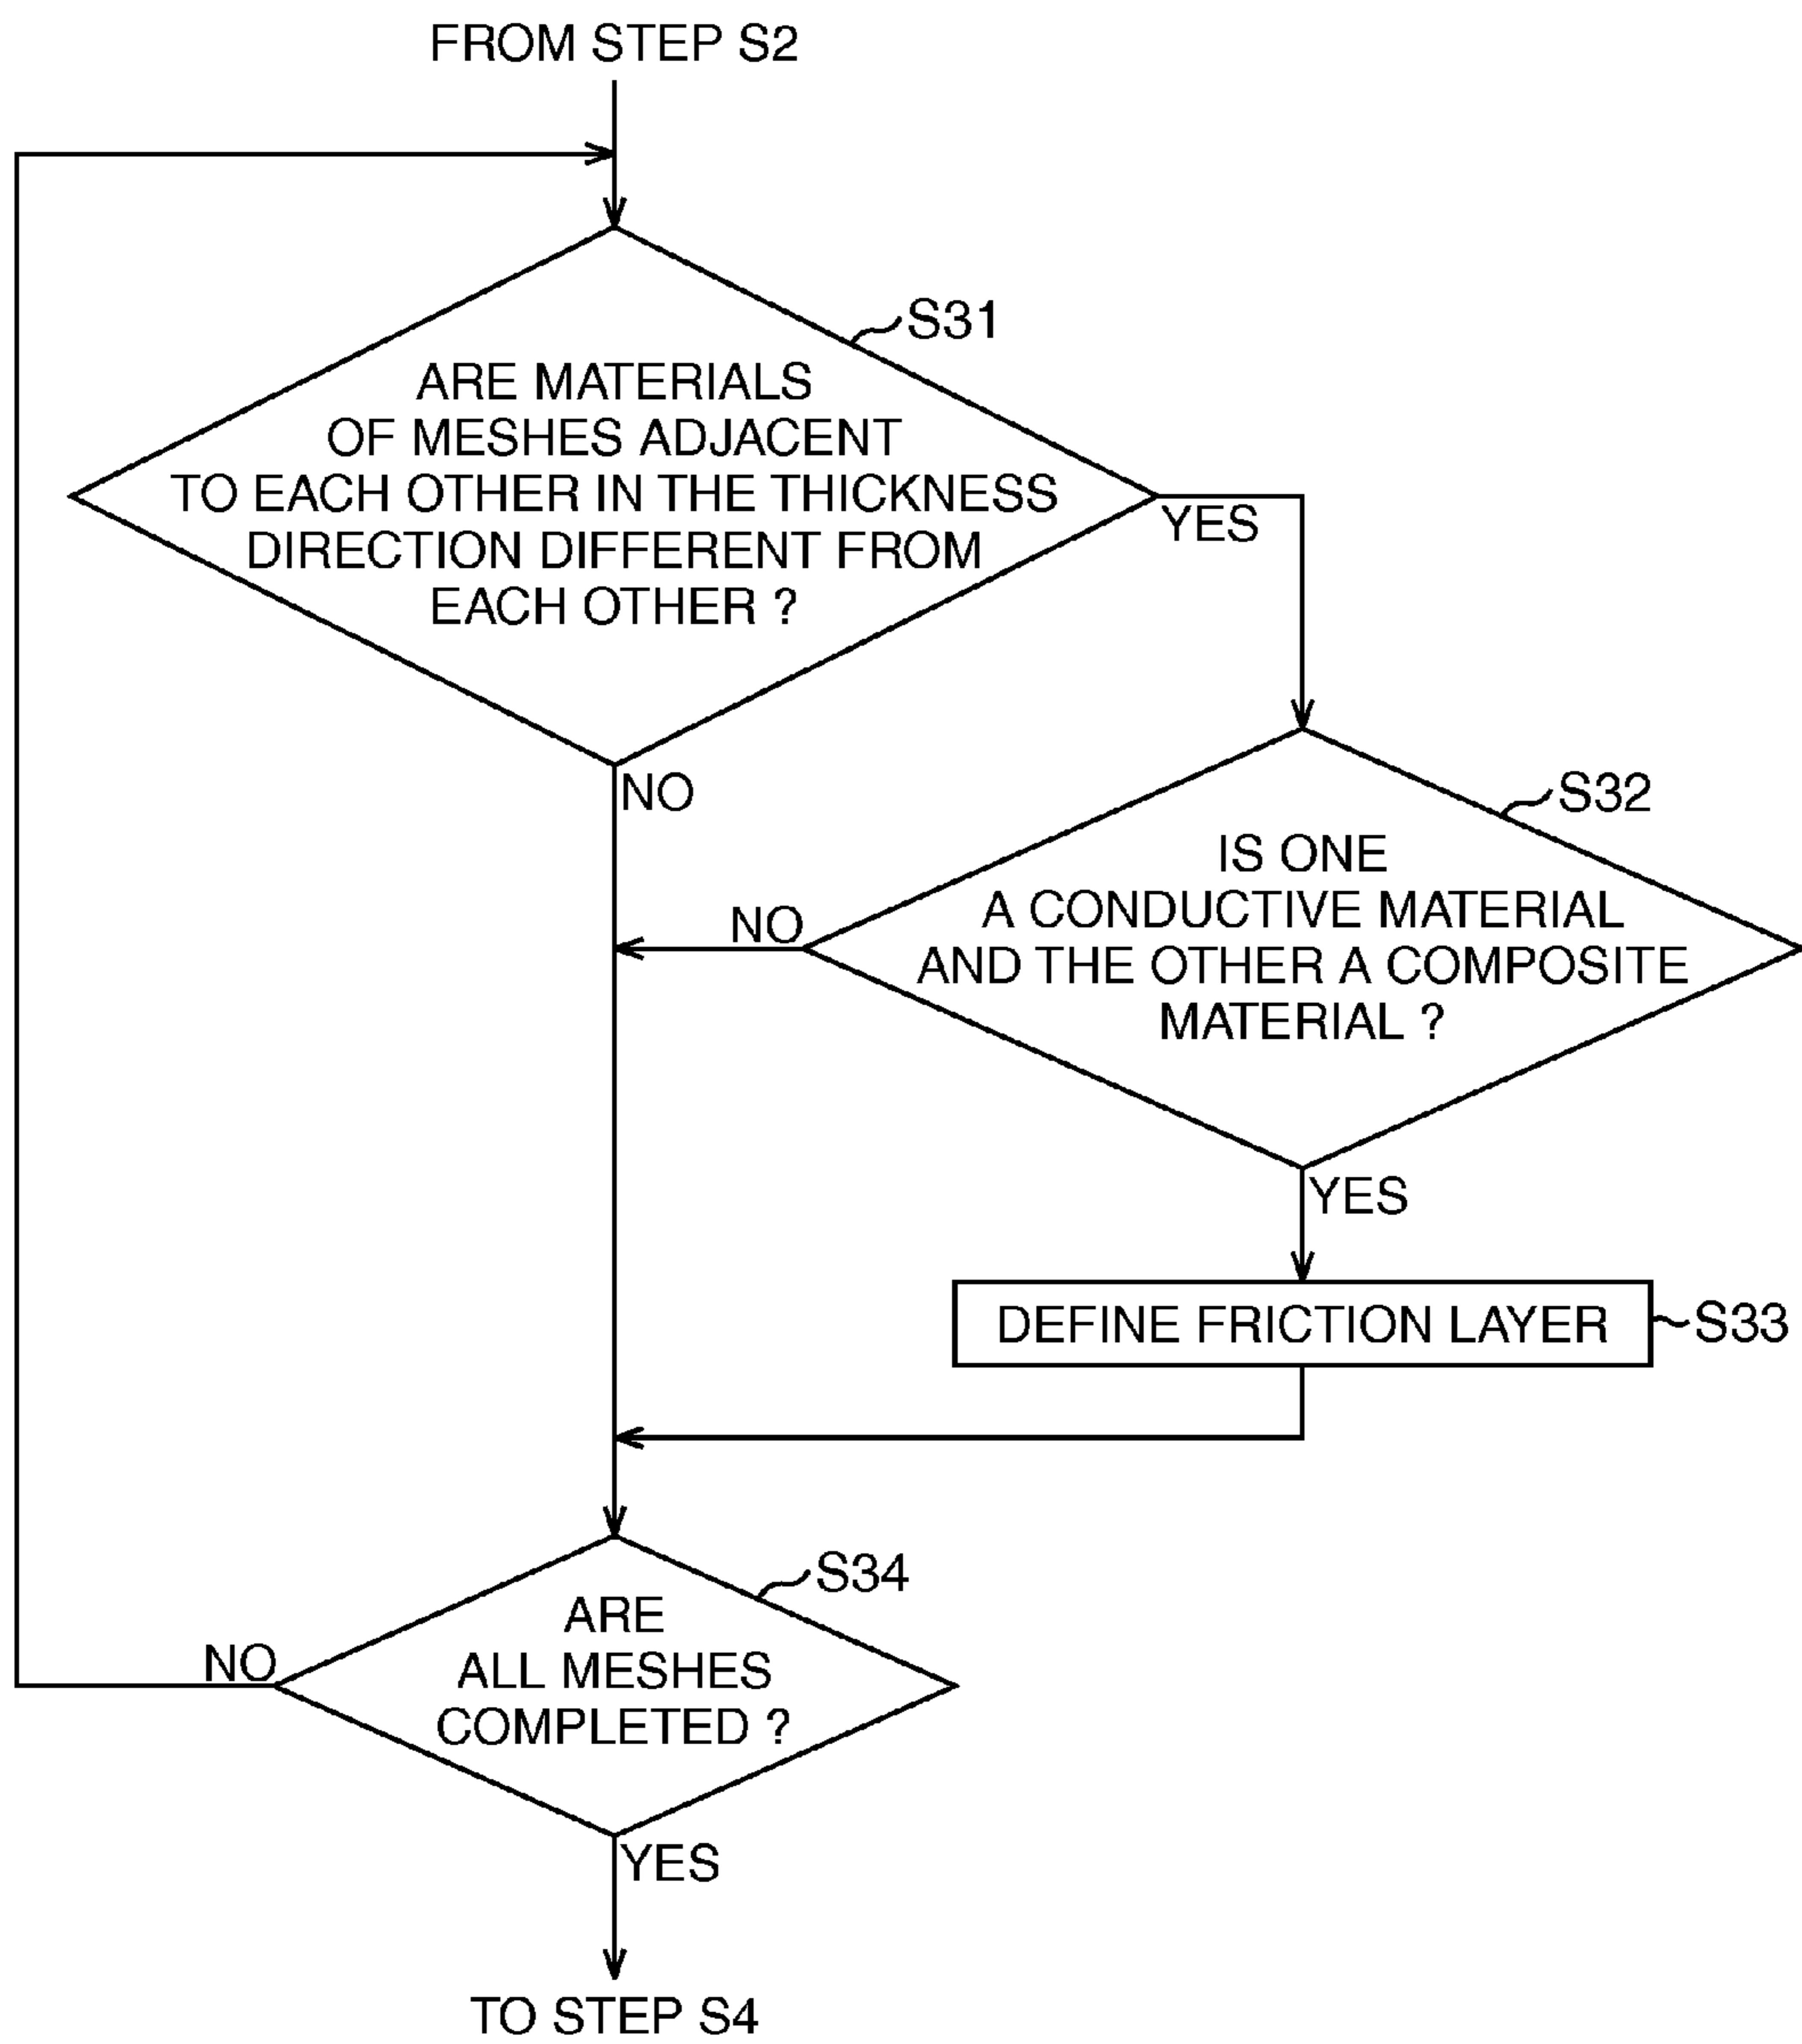 FROM STEP S2
S31
ARE MATERIALS
OF MESHES ADJACENT
TO EACH OTHER IN THE THICKNESS
DIRECTION DIFFERENT FROM
EACH OTHER ?
YES
NO
S32
IS ONE
A CONDUCTIVE MATERIAL
AND THE OTHER A COMPOSITE
MATERIAL ?
NO
YES
DEFINE FRICTION LAYER
S33
S34
ARE
ALL MESHES
COMPLETED ?
NO
YES
TO STEP S4